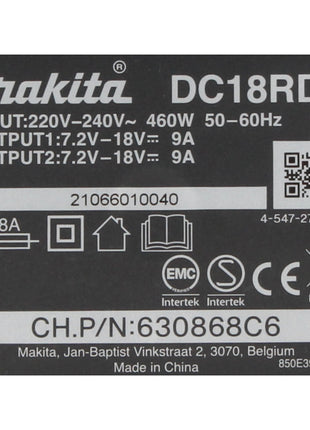 makita® DC18RD
PUT:220V-240V~ 460W 50-60Hz
TPUT1:7.2V-18V⎓ 9A
TPUT2:7.2V-18V⎓ 9A
21066010040
8A
4-547-27
EMC
Intertek Intertek
CH.P/N:630868C6
Makita, Jan-Baptist Vinkstraat 2, 3070, Belgium
Made in China
850E39